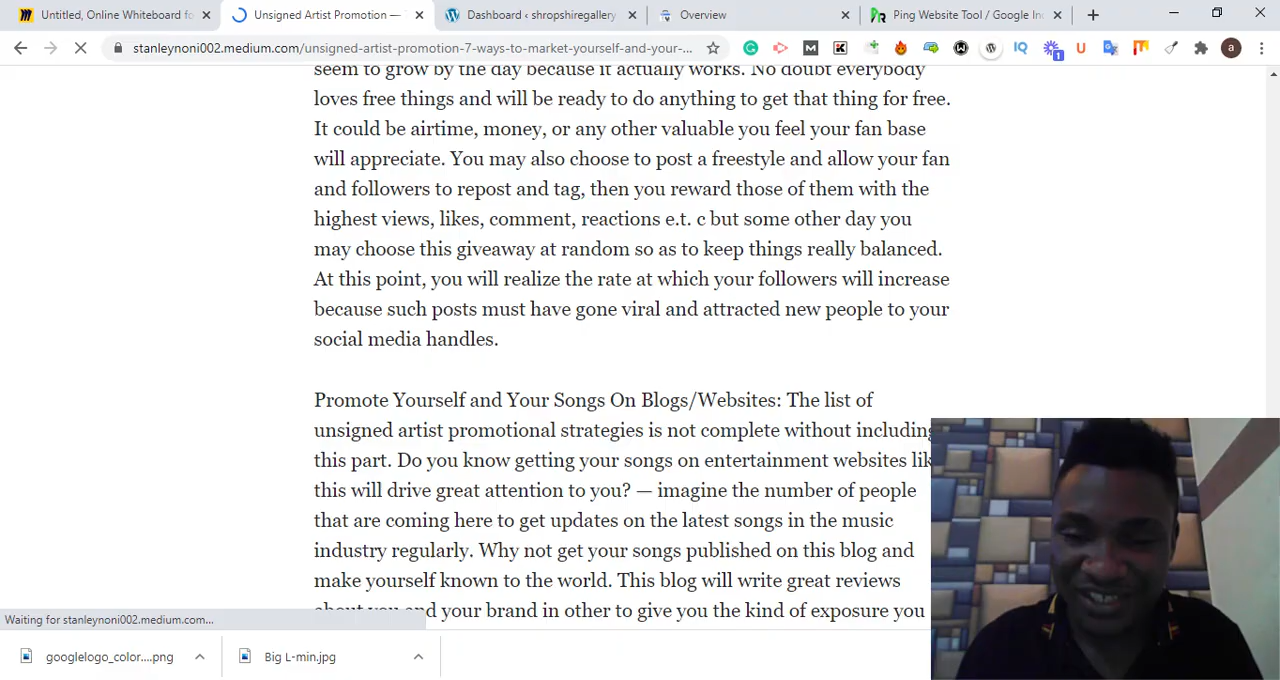 Untitled, Online Whiteboard fo
Unsigned Artist Promotion —
Dashboard ‹ shropshiregallery
Overview
Ping Website Tool / Google In
stanleynoni002.medium.com/unsigned-artist-promotion-7-ways-to-market-yourself-and-your-...
seem to grow by the day because it actually works. No doubt everybody
loves free things and will be ready to do anything to get that thing for free.
It could be airtime, money, or any other valuable you feel your fan base
will appreciate. You may also choose to post a freestyle and allow your fan
and followers to repost and tag, then you reward those of them with the
highest views, likes, comment, reactions e.t. c but some other day you
may choose this giveaway at random so as to keep things really balanced.
At this point, you will realize the rate at which your followers will increase
because such posts must have gone viral and attracted new people to your
social media handles.
Promote Yourself and Your Songs On Blogs/Websites: The list of
unsigned artist promotional strategies is not complete without including
this part. Do you know getting your songs on entertainment websites lik
this will drive great attention to you? — imagine the number of people
that are coming here to get updates on the latest songs in the music
industry regularly. Why not get your songs published on this blog and
make yourself known to the world. This blog will write great reviews
about you and your brand in other to give you the kind of exposure you
Waiting for stanleynoni002.medium.com...
googlelogo_color....png
Big L-min.jpg